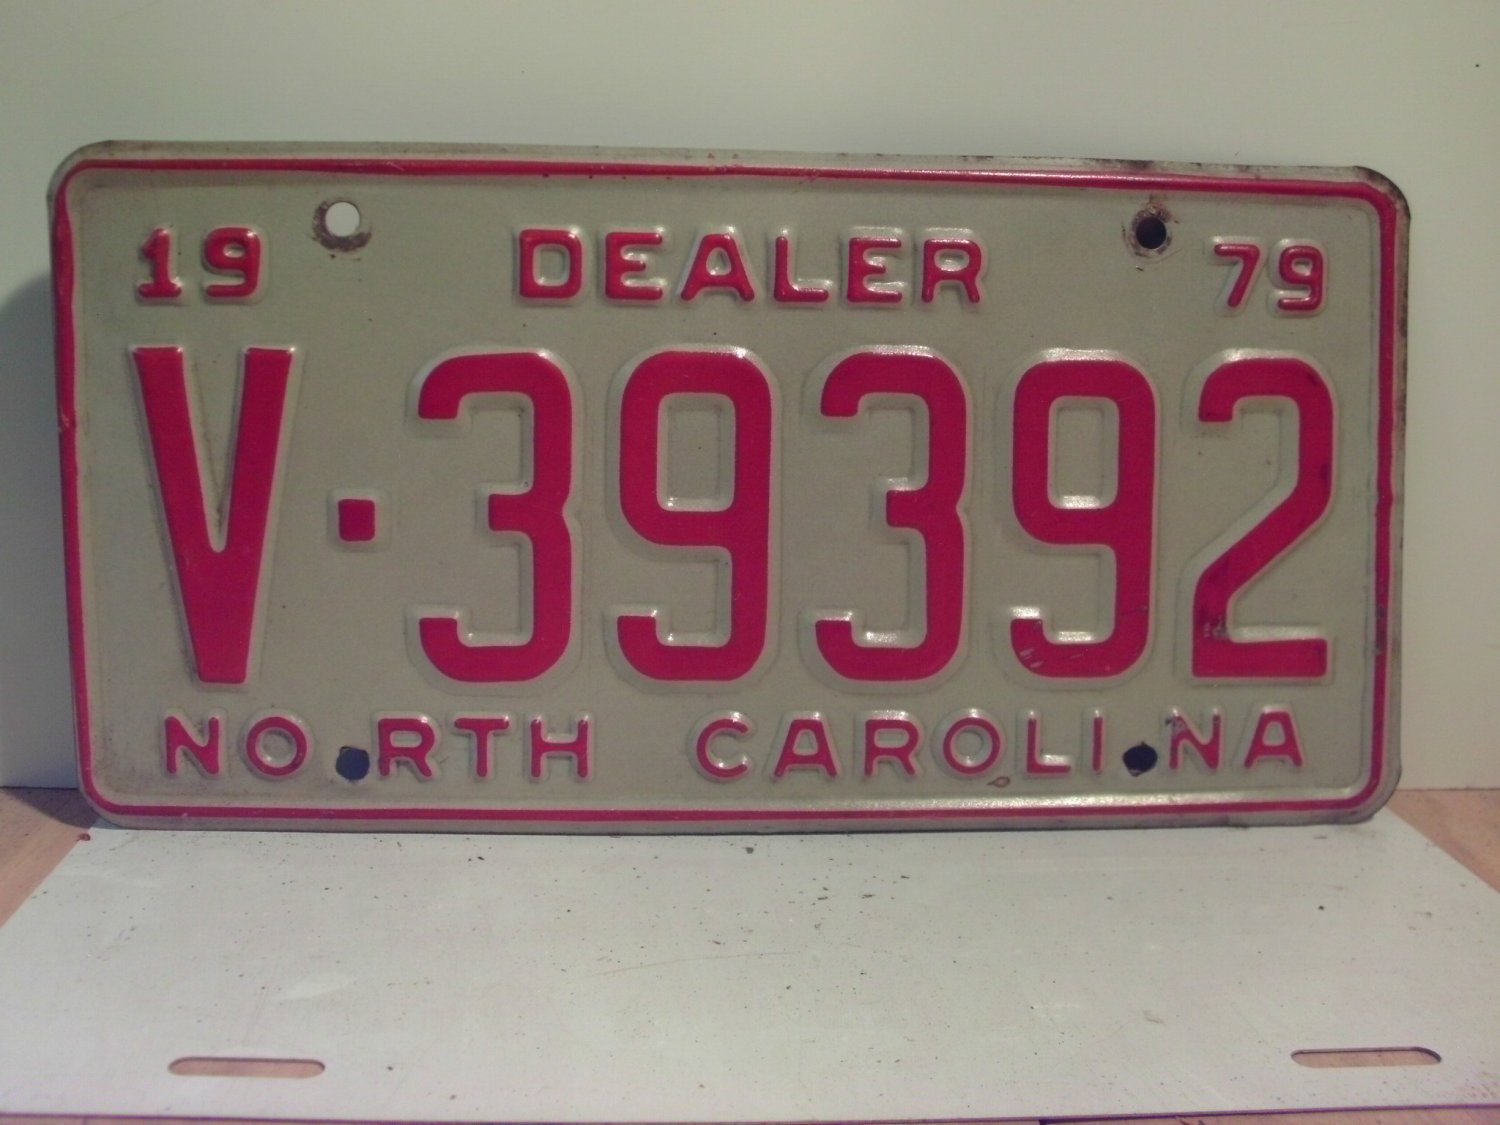 19 DEALER 79
V·39392
NORTH CAROLINA